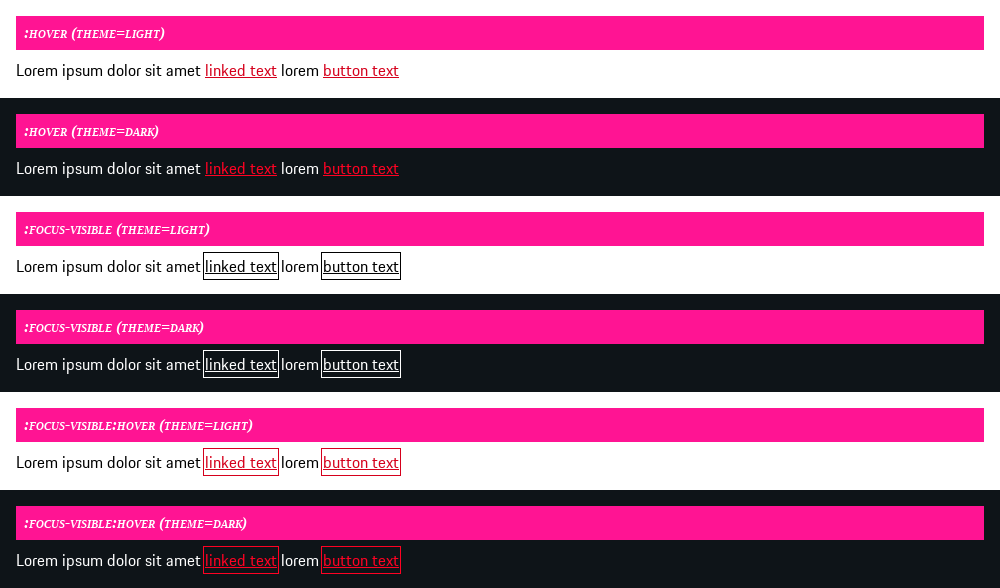 :hover (theme=light)
Lorem ipsum dolor sit amet linked text lorem button text
:hover (theme=dark)
Lorem ipsum dolor sit amet linked text lorem button text
:focus-visible (theme=light)
Lorem ipsum dolor sit amet linked text lorem button text
:focus-visible (theme=dark)
Lorem ipsum dolor sit amet linked text lorem button text
:focus-visible:hover (theme=light)
Lorem ipsum dolor sit amet linked text lorem button text
:focus-visible:hover (theme=dark)
Lorem ipsum dolor sit amet linked text lorem button text